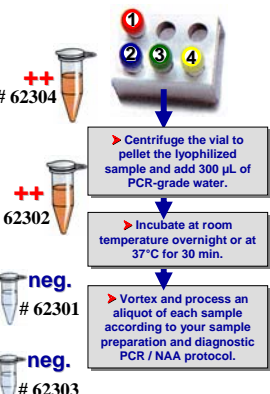 1
2
3
4
++
# 62304
Centrifuge the vial to
pellet the lyophilized
sample and add 300 µL of
PCR-grade water.
++
62302
Incubate at room
temperature overnight or at
37°C for 30 min.
neg.
# 62301
Vortex and process an
aliquot of each sample
according to your sample
preparation and diagnostic
PCR / NAA protocol.
neg.
# 62303